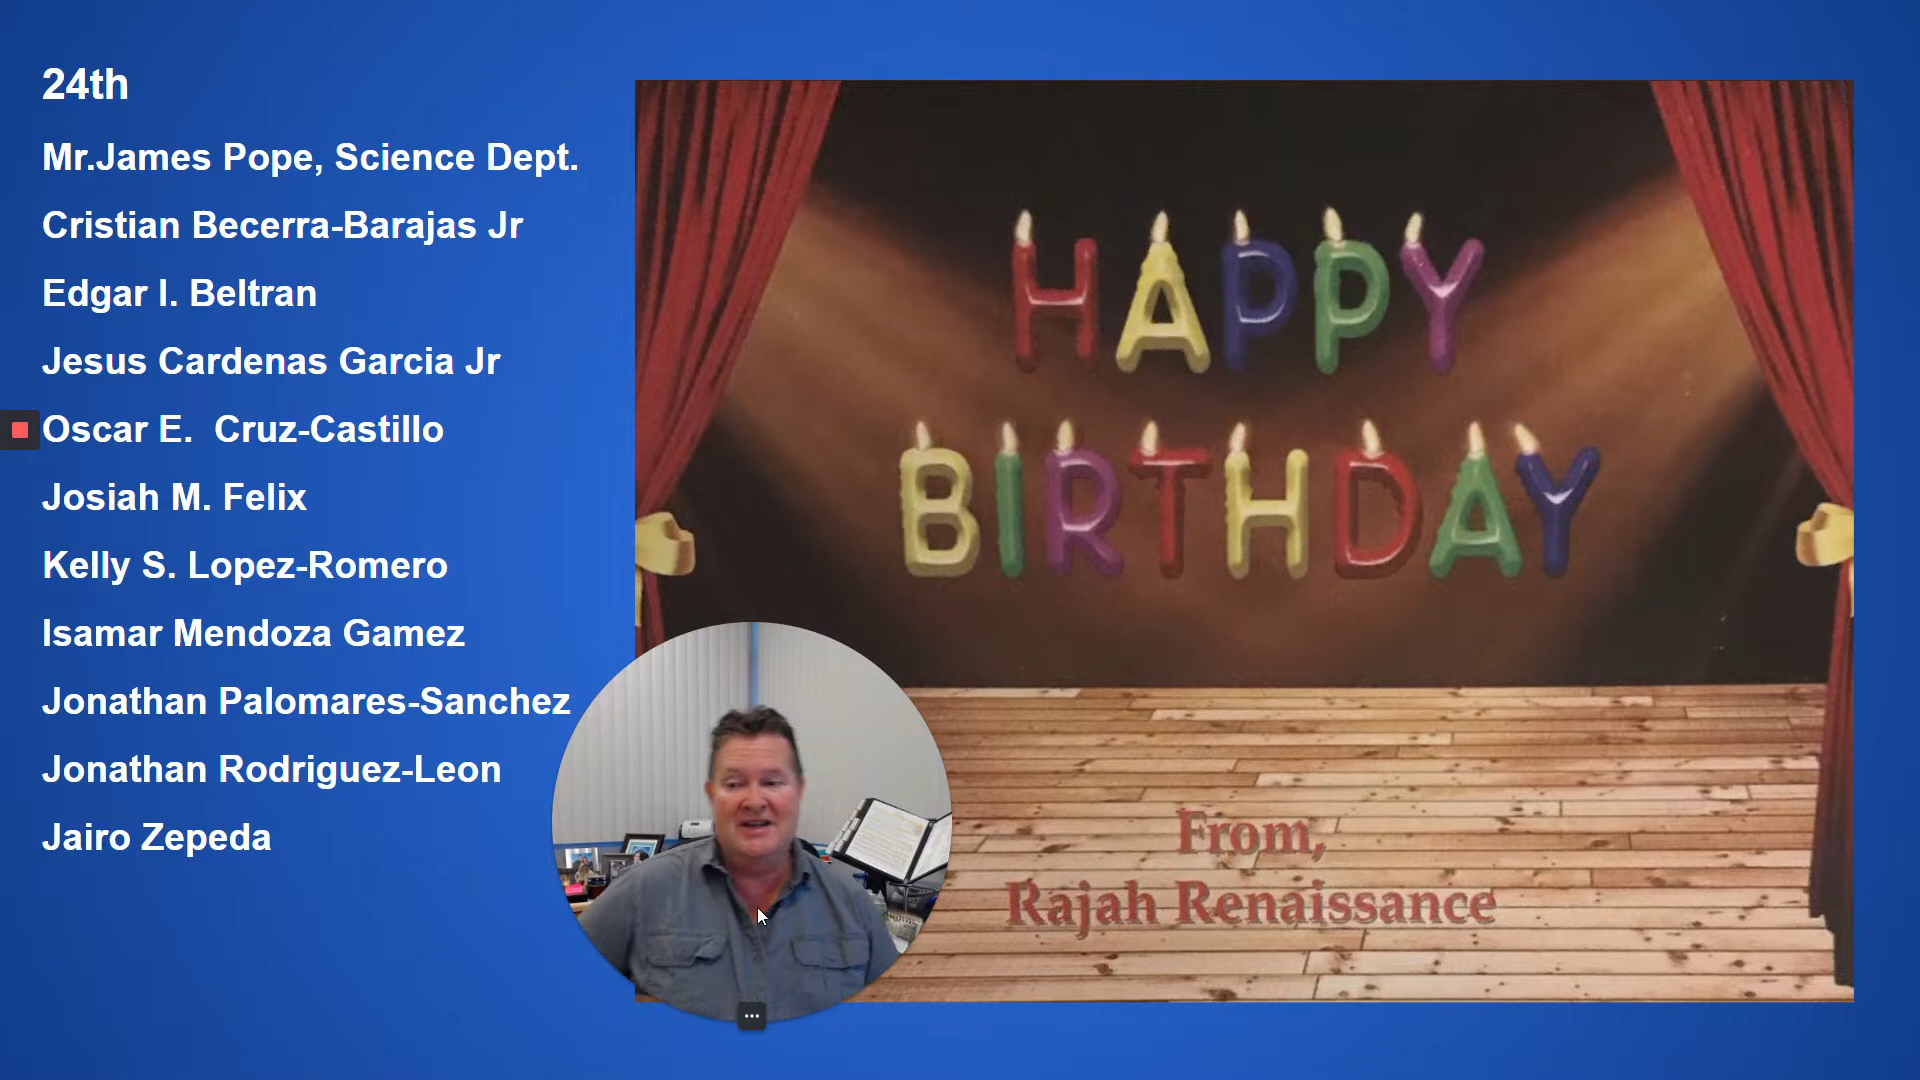 24th
Mr.James Pope, Science Dept.
Cristian Becerra-Barajas Jr
Edgar I. Beltran
Jesus Cardenas Garcia Jr
Oscar E.  Cruz-Castillo
Josiah M. Felix
Kelly S. Lopez-Romero
Isamar Mendoza Gamez
Jonathan Palomares-Sanchez
Jonathan Rodriguez-Leon
Jairo Zepeda
HAPPY
BIRTHDAY
From,
Rajah Renaissance